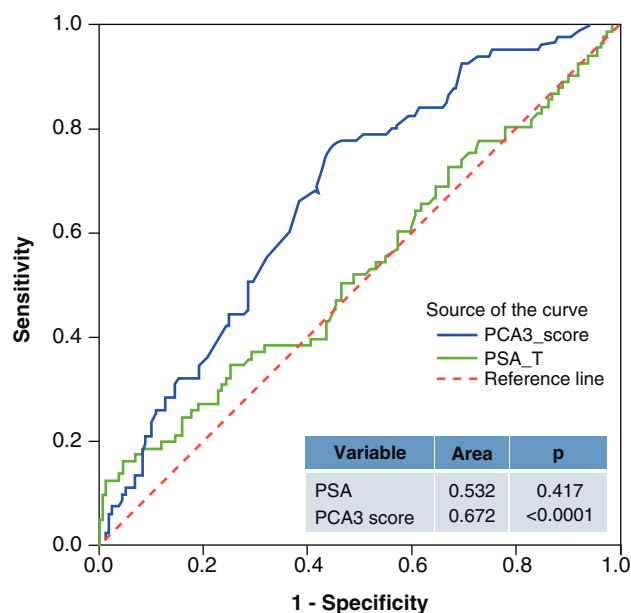 1.0
0.8
0.6
0.4
0.2
0.0
Sensitivity
0.0 0.2 0.4 0.6 0.8 1.0
1 - Specificity
Source of the curve
PCA3_score
PSA_T
Reference line
Variable Area p
PSA 0.532 0.417
PCA3 score 0.672 <0.0001